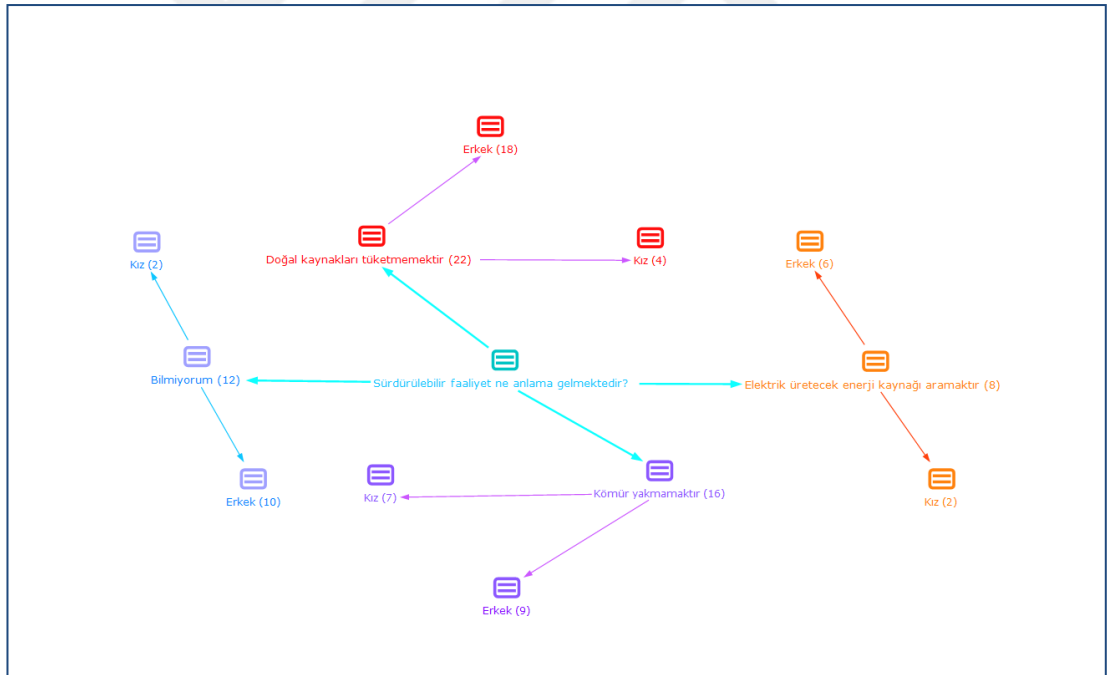 Erkek (18)
Kız (2)
Doğal kaynakları tüketmemektir (22)
Kız (4)
Erkek (6)
Bilmiyorum (12)
Sürdürülebilir faaliyet ne anlama gelmektedir?
Elektrik üretecek enerji kaynağı aramaktır (8)
Erkek (10)
Kız (7)
Kömür yakmamaktır (16)
Kız (2)
Erkek (9)